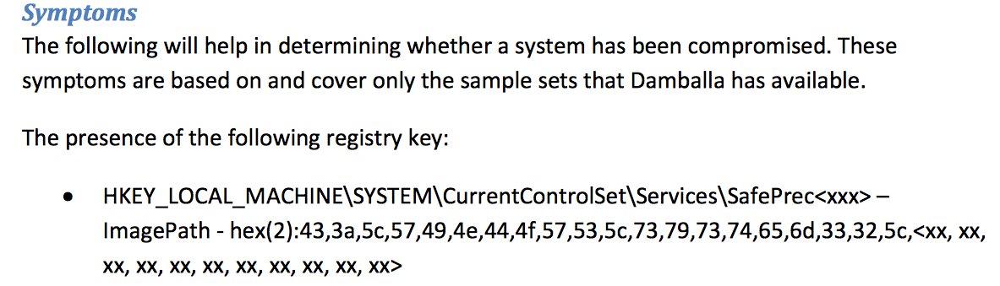 Symptoms
The following will help in determining whether a system has been compromised. These
symptoms are based on and cover only the sample sets that Damballa has available.
The presence of the following registry key:
• HKEY_LOCAL_MACHINE\SYSTEM\CurrentControlSet\Services\SafePrec<xxx> –
ImagePath - hex(2):43,3a,5c,57,49,4e,44,4f,57,53,5c,73,79,73,74,65,6d,33,32,5c,<xx, xx,
xx, xx, xx, xx, xx, xx, xx, xx, xx>